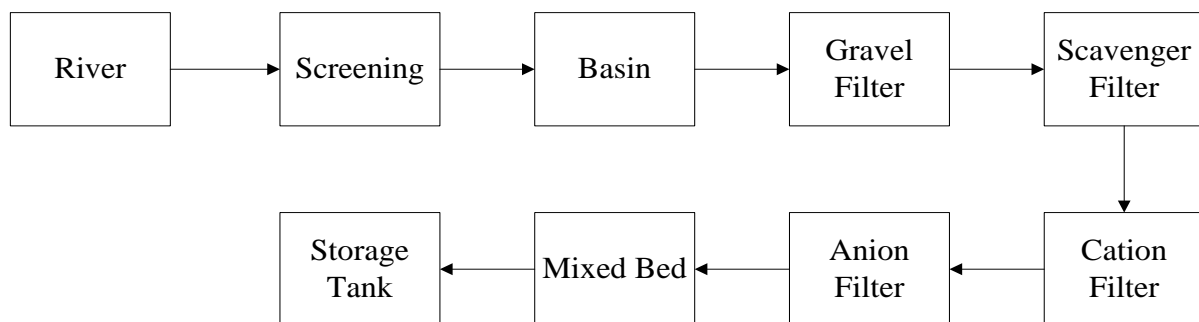 River
Screening
Basin
Gravel
Filter
Scavenger
Filter
Storage
Tank
Mixed Bed
Anion
Filter
Cation
Filter